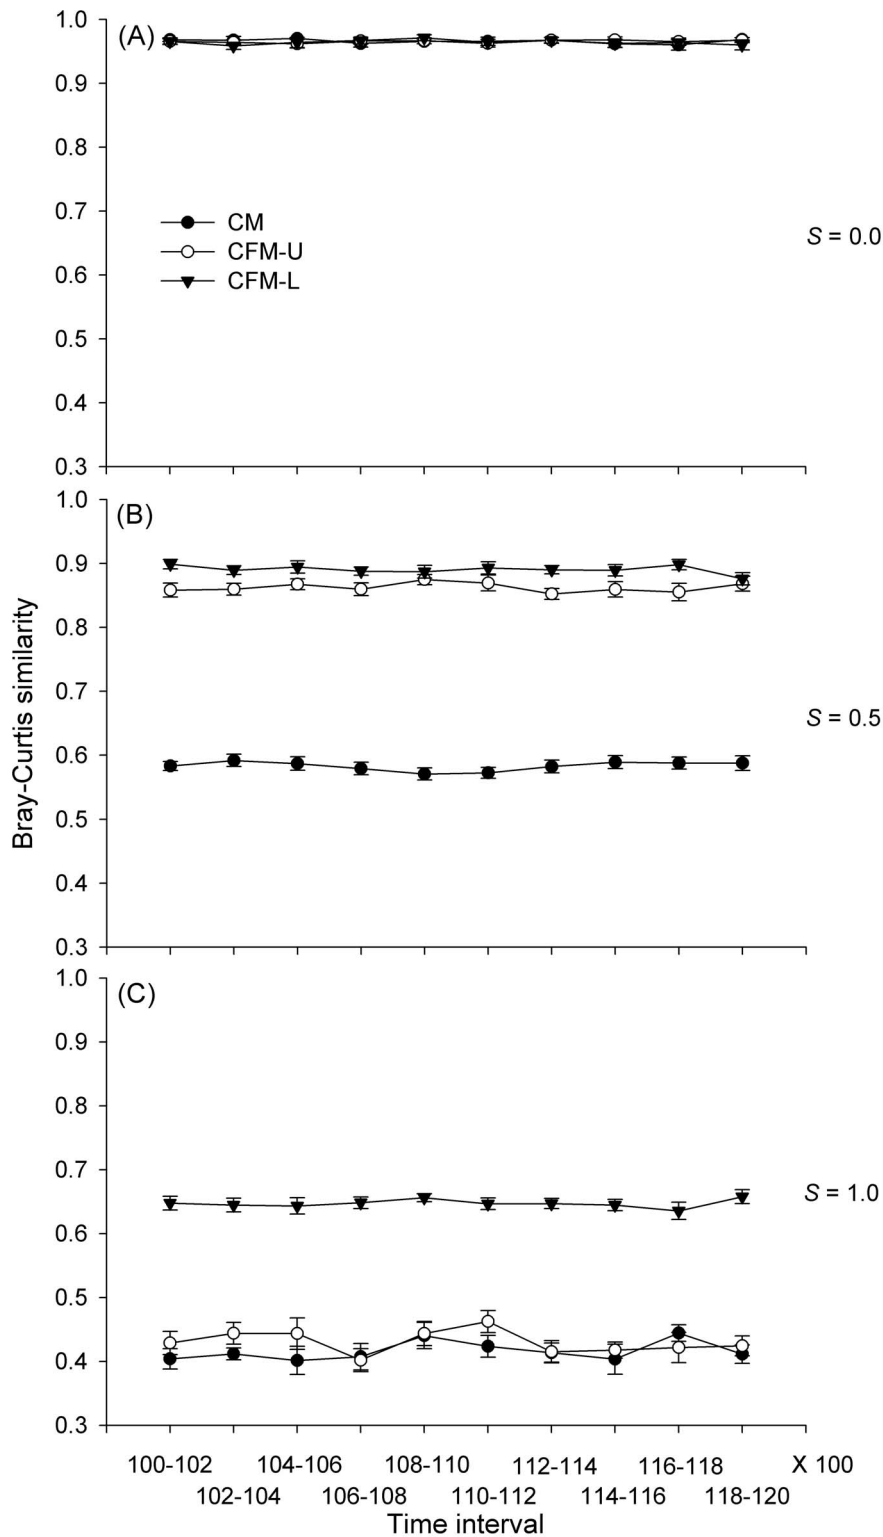 (A)
1.0
0.9
0.8
0.7
0.6
0.5
0.4
0.3
CM
CFM-U
CFM-L
S = 0.0
(B)
1.0
0.9
0.8
0.7
0.6
0.5
0.4
0.3
S = 0.5
Bray-Curtis similarity
(C)
1.0
0.9
0.8
0.7
0.6
0.5
0.4
0.3
S = 1.0
100-102 104-106 108-110 112-114 116-118 X 100
102-104 106-108 110-112 114-116 118-120
Time interval